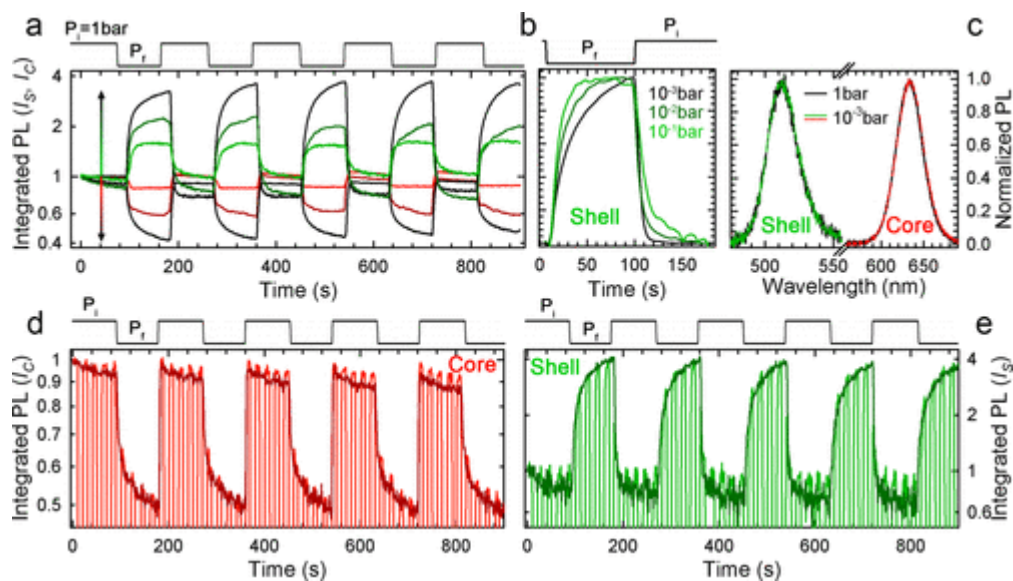 a
P_i=1bar
P_f
Integrated PL (I_S, I_C)
4
2
1
0.6
0.4
0
200
400
600
800
Time (s)
b
P_i
P_f
10^-3bar
10^-2bar
Shell
0
50
100
150
Time (s)
c
1bar
10^-3bar
Shell
Core
1.0
0.8
0.6
0.4
0.2
0.0
Normalized PL
500
550
600
650
Wavelength (nm)
d
P_i
P_f
Core
Integrated PL (I_C)
1
0.9
0.8
0.7
0.6
0.5
0
200
400
600
800
Time (s)
e
P_i
P_f
Shell
4
2
1
0.6
Integrated PL (I_S)
0
200
400
600
800
Time (s)